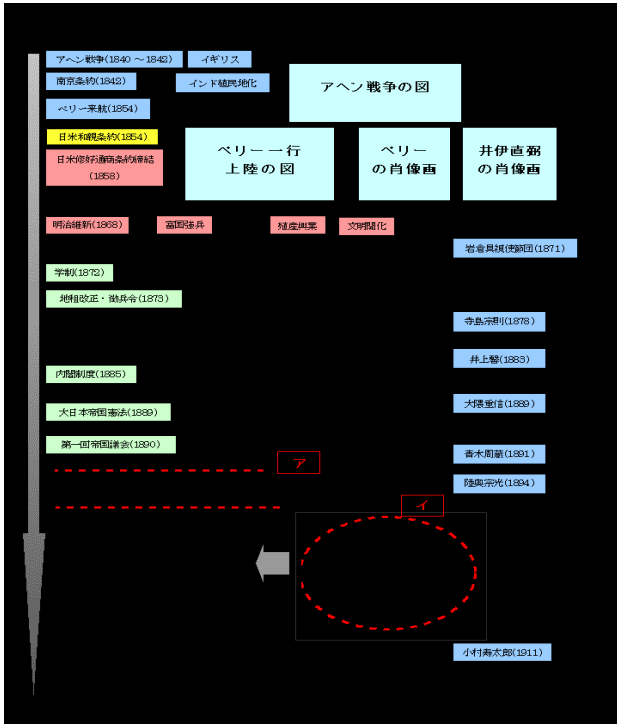 アヘン戦争(1840 ～1842)
イギリス
南京条約(1842)
インド植民地化
アヘン戦争の図
ペリー来航(1854)
日米和親条約(1854)
日米修好通商条約締結
(1858)
ペリー一行
上陸の図
ペリー
の肖像画
井伊直弼
の肖像画
明治維新(1868)
富国強兵
殖産興業
文明開化
岩倉具視使節団(1871)
学制(1872)
地租改正・徴兵令(1873)
寺島宗則(1878)
井上馨(1883)
内閣制度(1885)
大隈重信(1889)
大日本帝国憲法(1889)
第一回帝国議会(1890)
青木周蔵(1891)
ア
陸奥宗光(1894)
イ
小村寿太郎(1911)